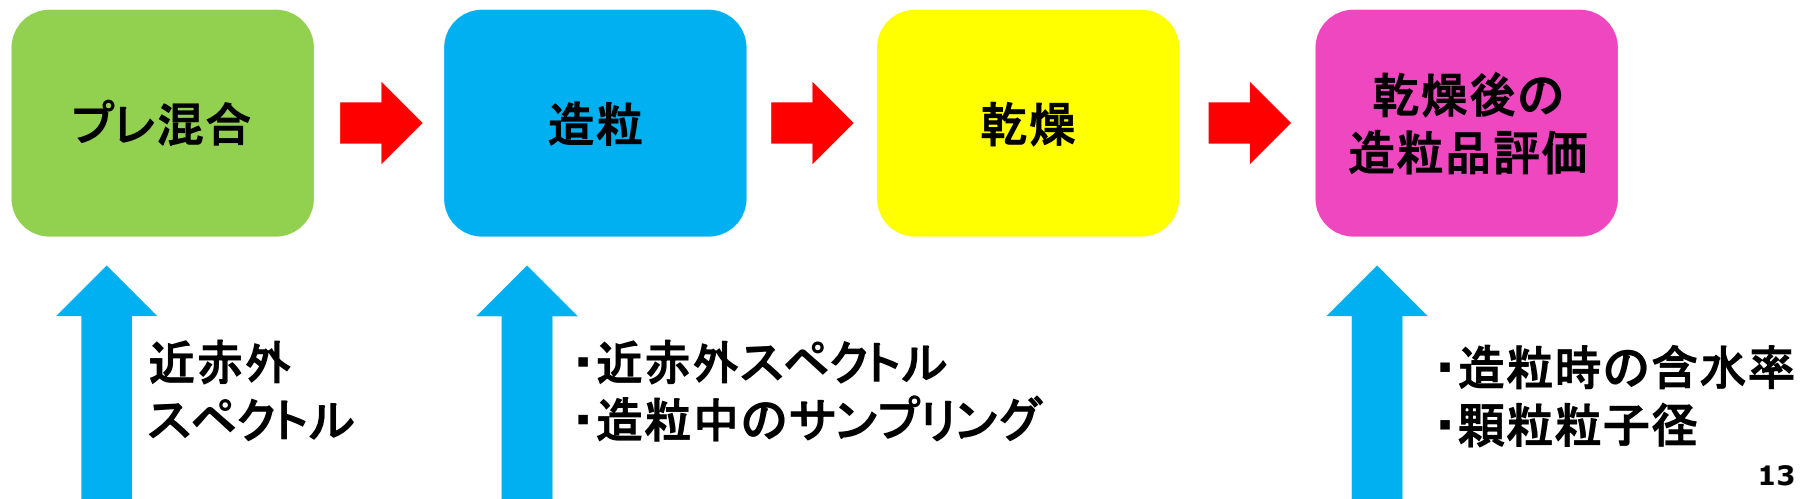 プレ混合
造粒
乾燥
乾燥後の
造粒品評価
近赤外
スペクトル
・近赤外スペクトル
・造粒中のサンプリング
・造粒時の含水率
・顆粒粒子径
13